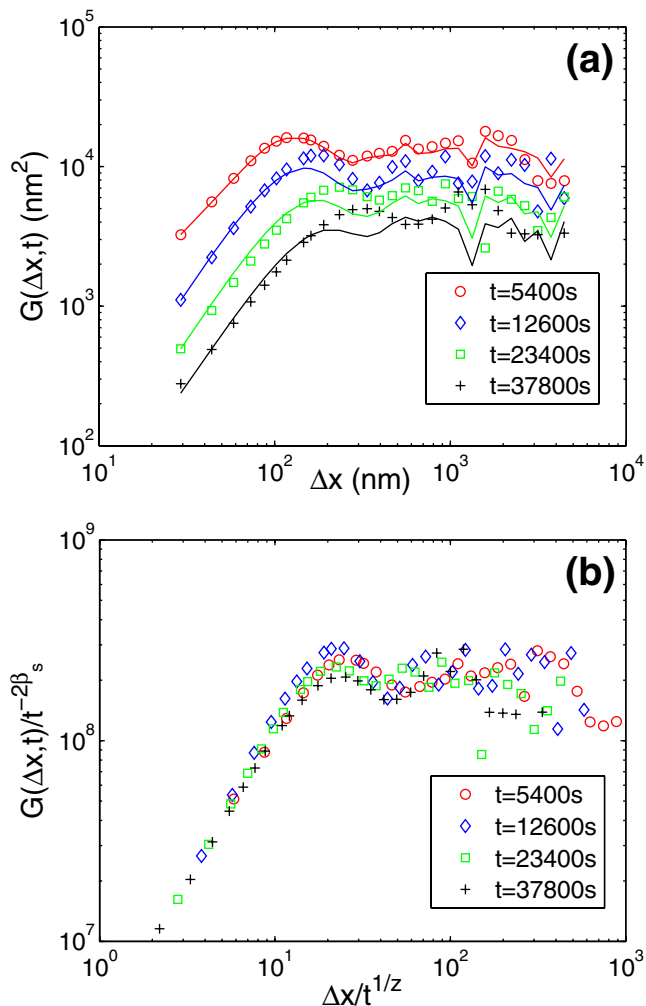 (a)
10^5
10^4
10^3
10^2
G(Δx,t) (nm^2)
t=5400s
t=12600s
t=23400s
t=37800s
10^1
10^2
10^3
10^4
Δx (nm)
(b)
10^9
10^8
10^7
G(Δx,t)/t^{-2β_s}
t=5400s
t=12600s
t=23400s
t=37800s
10^0
10^1
10^2
10^3
Δx/t^{1/z}